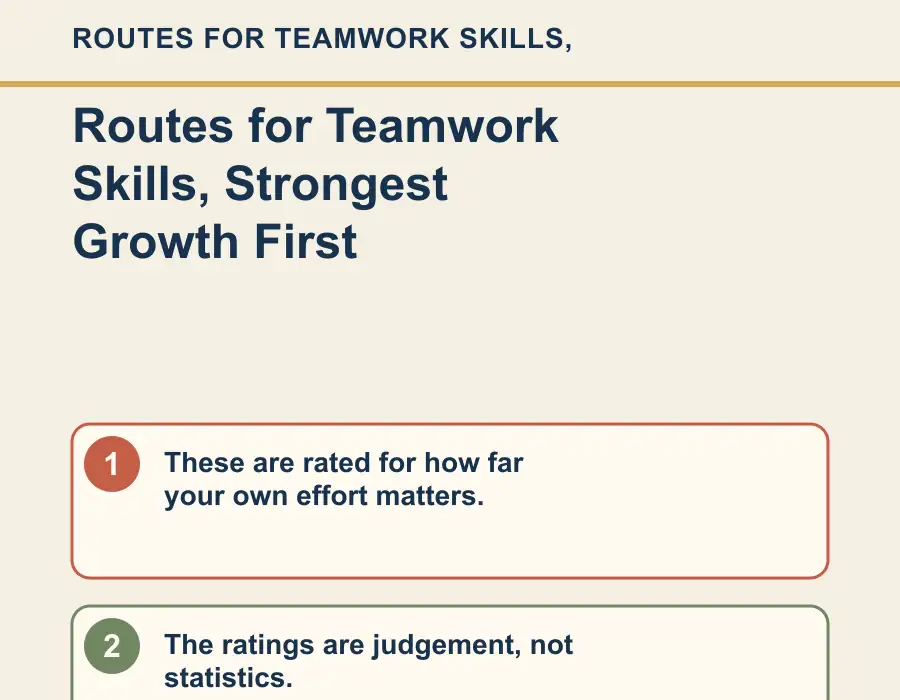 ROUTES FOR TEAMWORK SKILLS,
Routes for Teamwork
Skills, Strongest
Growth First
1
These are rated for how far
your own effort matters.
2
The ratings are judgement, not
statistics.